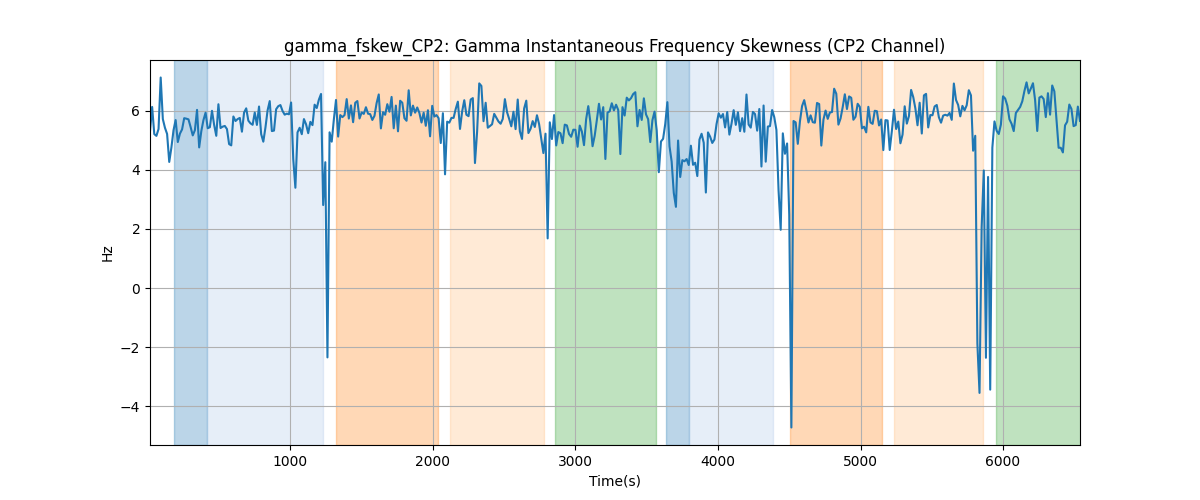 gamma_fskew_CP2: Gamma Instantaneous Frequency Skewness (CP2 Channel)
Hz
6
4
2
0
−2
−4
1000 2000 3000 4000 5000 6000
Time(s)